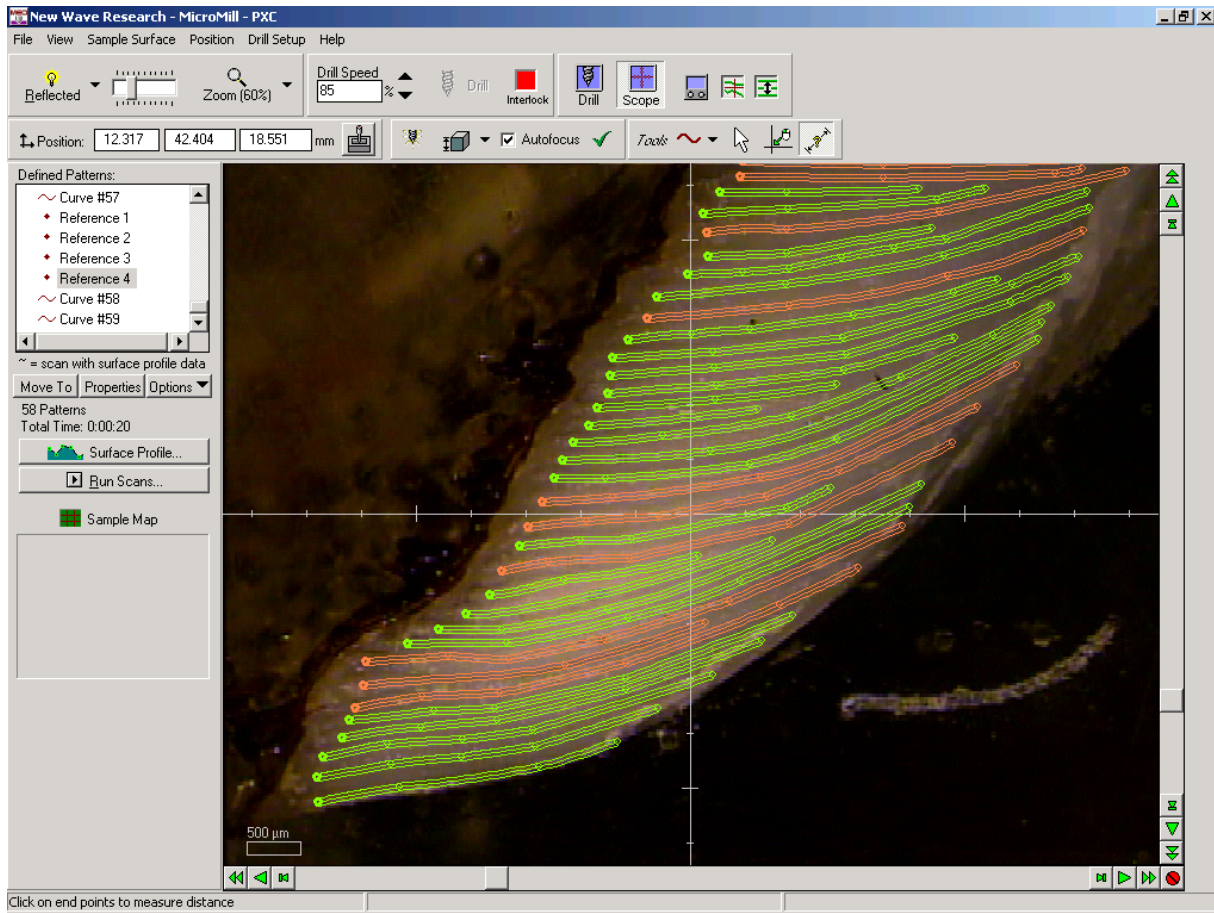 New Wave Research - MicroMill - PXC
File View Sample Surface Position Drill Setup Help
Reflected
Zoom (60%)
Drill Speed
85 %
Drill
Interlock
Drill
Scope
Position: 12.317 42.404 18.551 mm
Autofocus
Tools
Defined Patterns:
Curve #57
Reference 1
Reference 2
Reference 3
Reference 4
Curve #58
Curve #59
~ = scan with surface profile data
Move To Properties Options
58 Patterns
Total Time: 0:00:20
Surface Profile...
Run Scans...
Sample Map
500 µm
Click on end points to measure distance